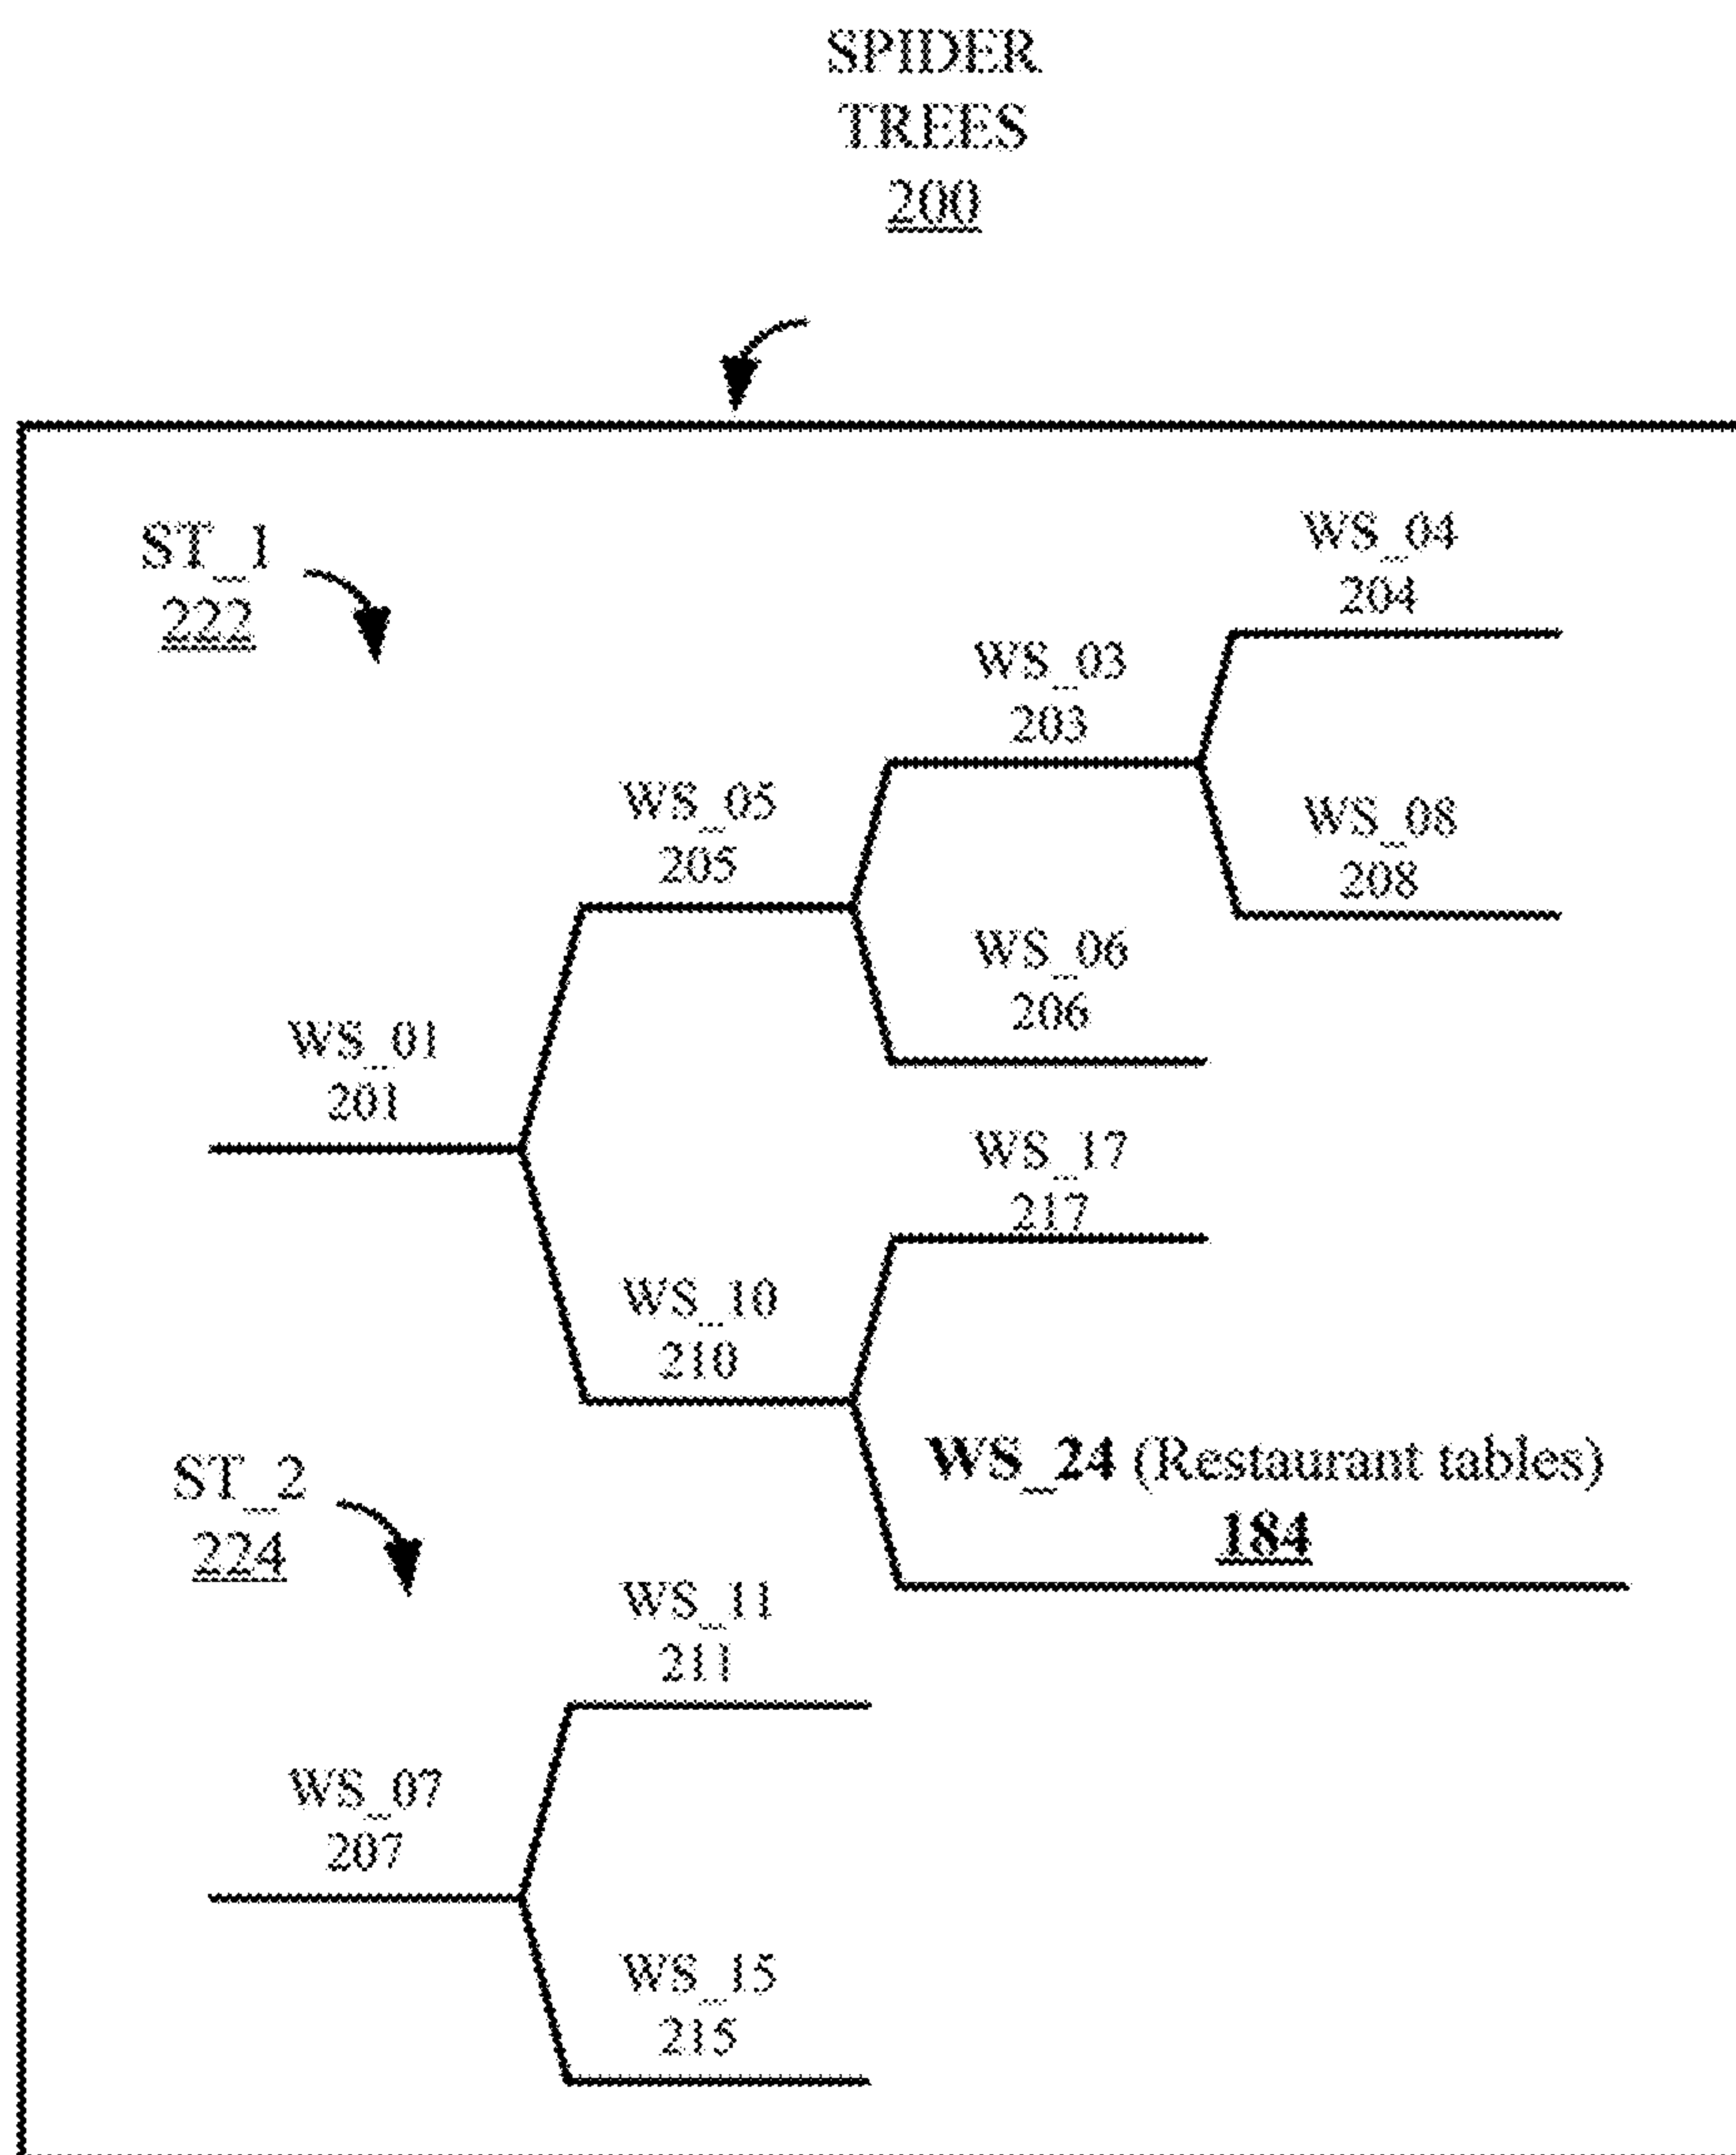 SPIDER
TREES
200
ST_1
222
WS_04
204
WS_03
203
WS_05
205
WS_08
208
WS_06
206
WS_01
201
WS_17
217
WS_10
210
WS_24 (Restaurant tables)
184
ST_2
224
WS_11
211
WS_07
207
WS_15
215